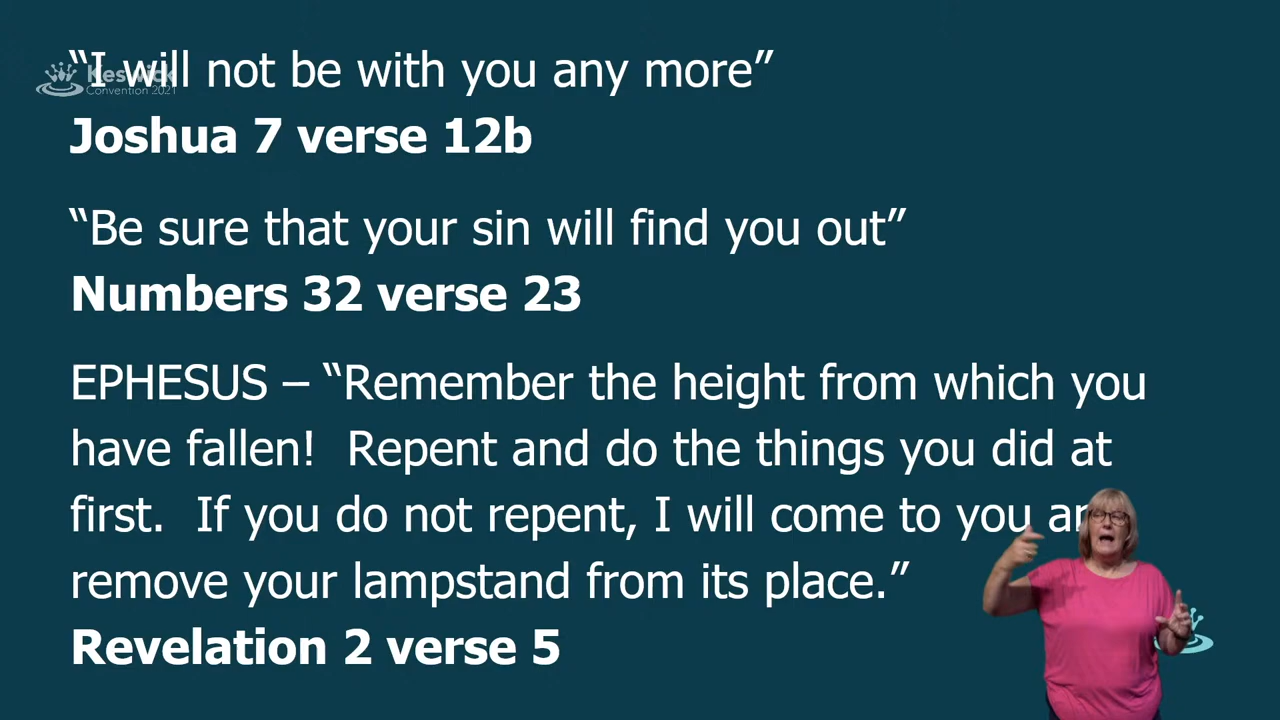 “I will not be with you any more”
Keswick
Convention 2021
Joshua 7 verse 12b
“Be sure that your sin will find you out”
Numbers 32 verse 23
EPHESUS – “Remember the height from which you
have fallen!  Repent and do the things you did at
first.  If you do not repent, I will come to you
remove your lampstand from its place.”
Revelation 2 verse 5